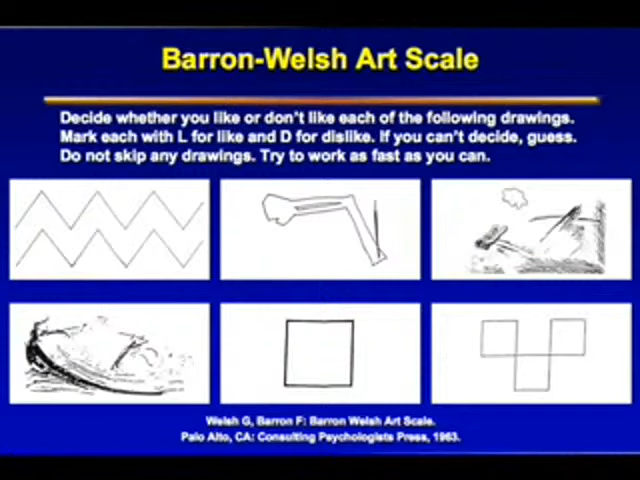 Barron-Welsh Art Scale
Decide whether you like or don't like each of the following drawings.
Mark each with L for like and D for dislike. If you can't decide, guess.
Do not skip any drawings. Try to work as fast as you can.
Welsh G, Barron F: Barron Welsh Art Scale.
Palo Alto, CA: Consulting Psychologists Press, 1963.